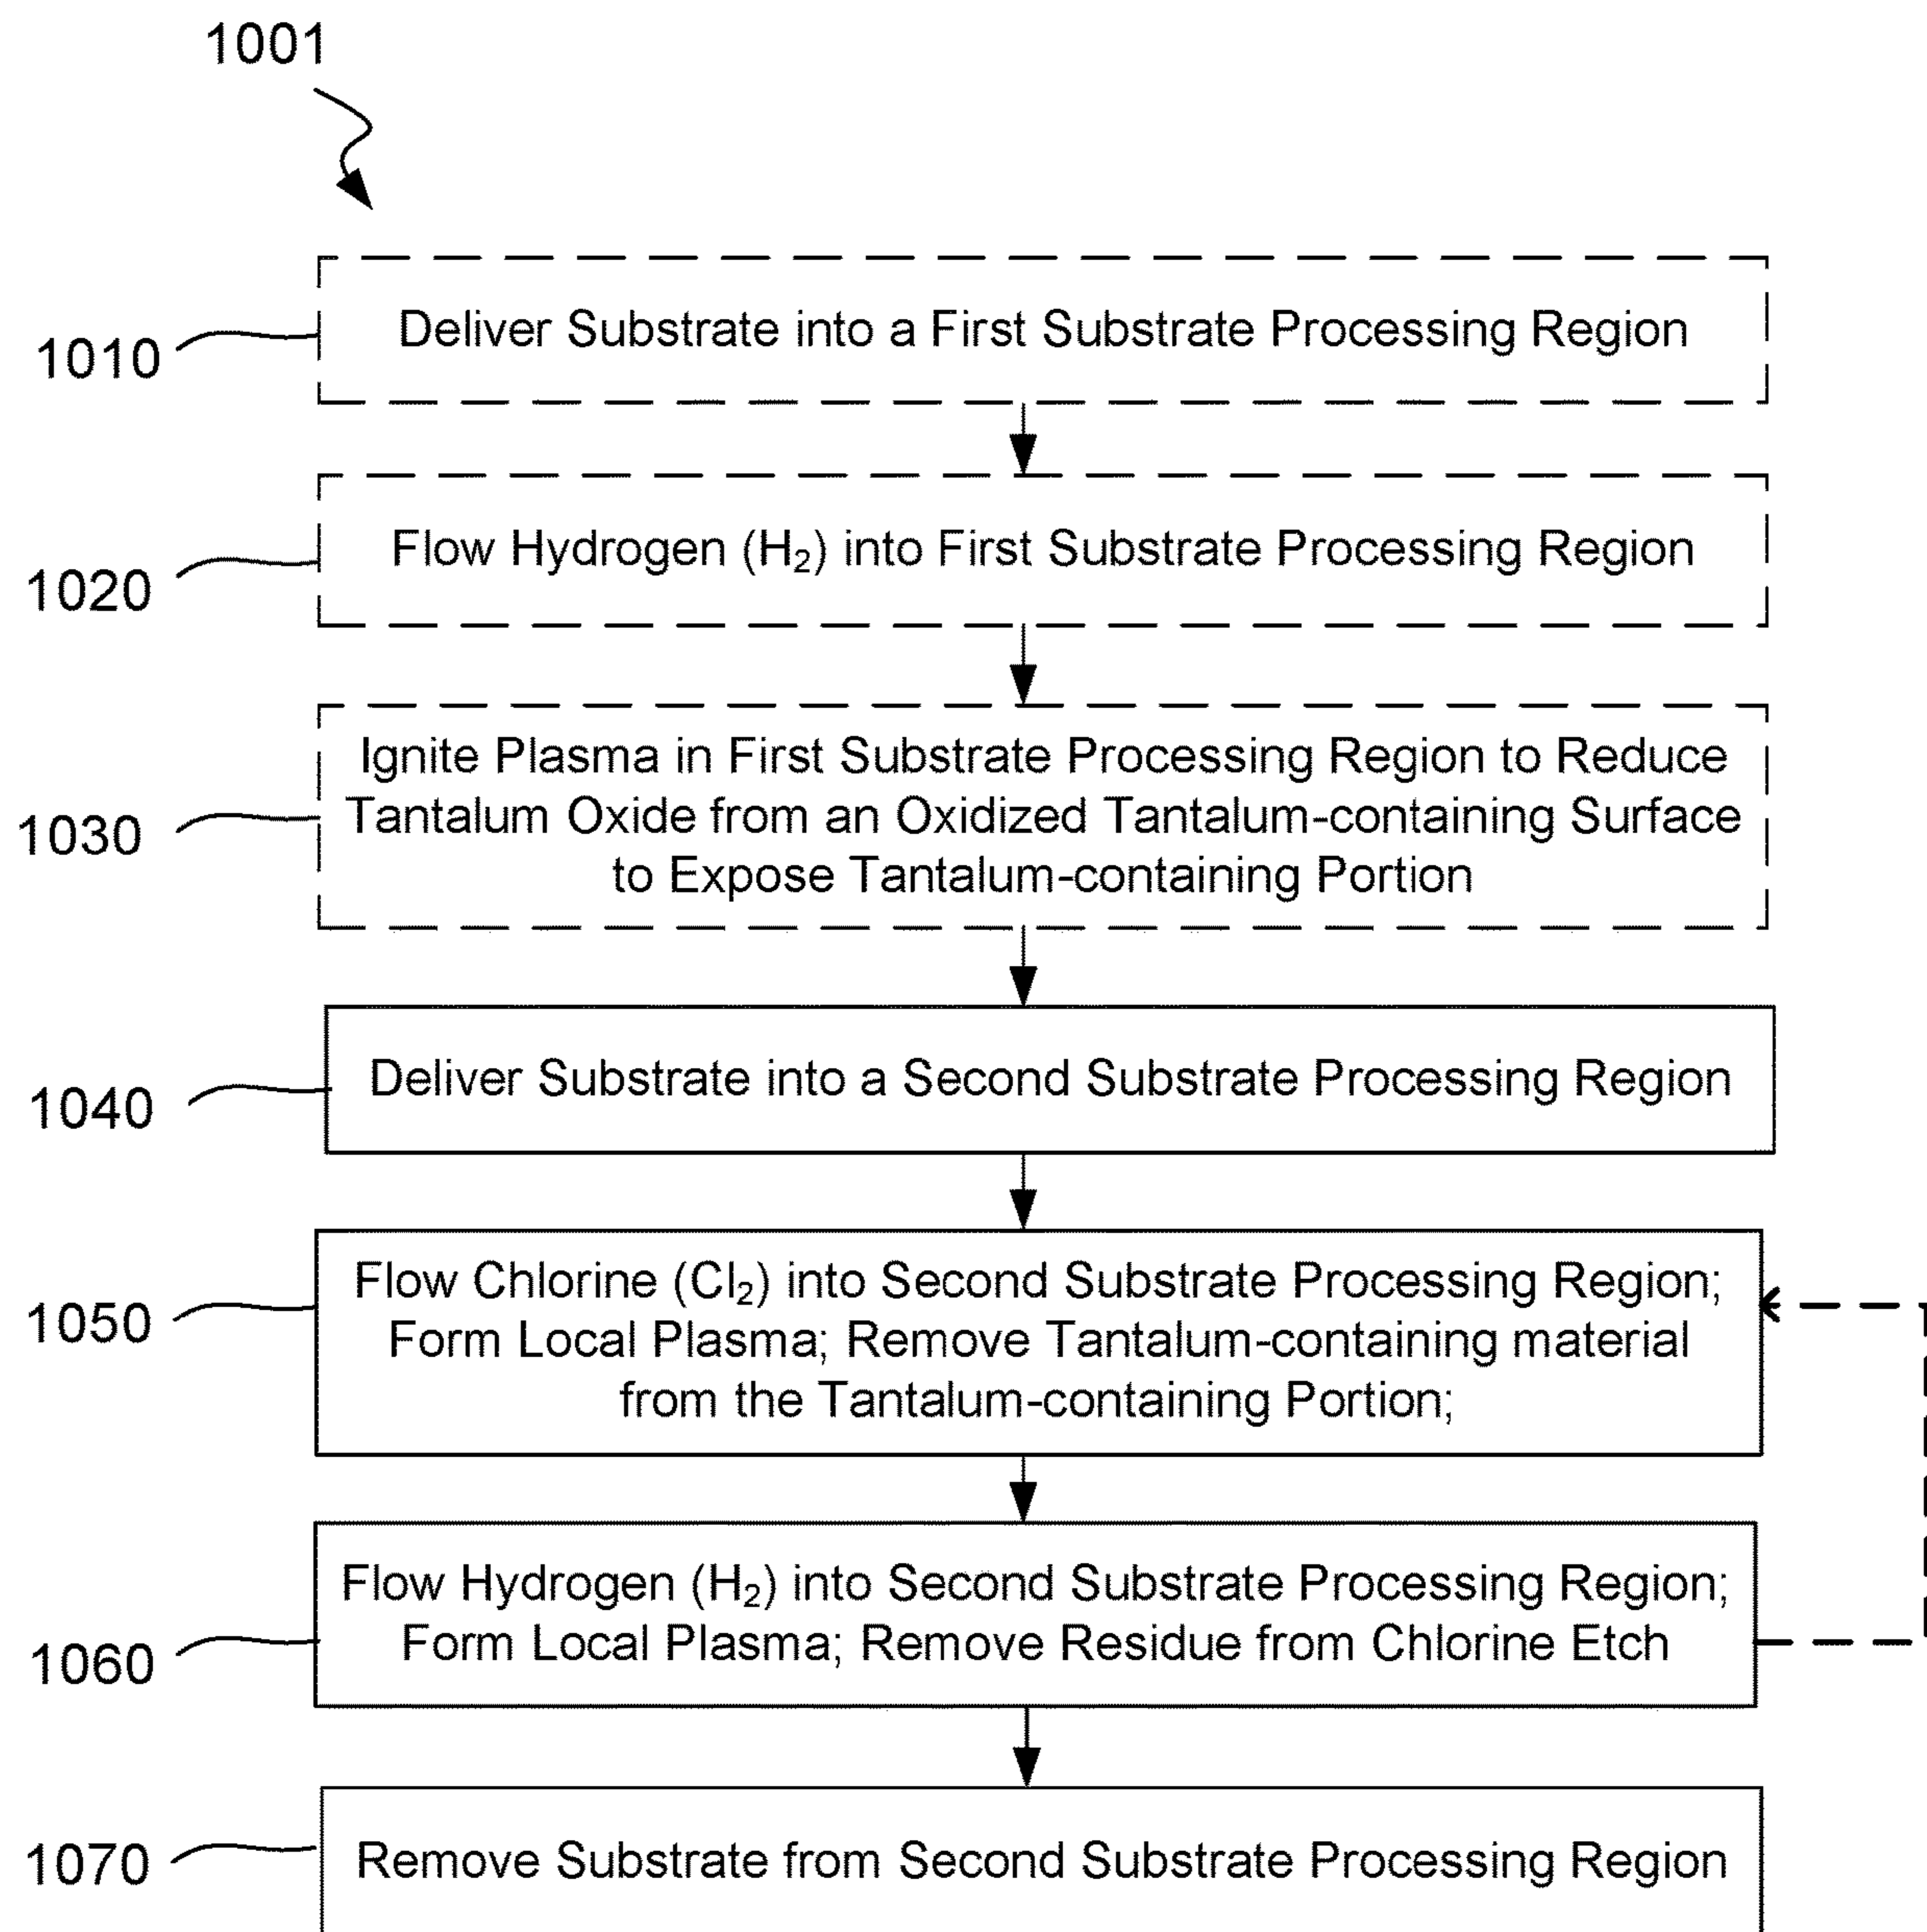 1001
1010
Deliver Substrate into a First Substrate Processing Region
1020
Flow Hydrogen (H₂) into First Substrate Processing Region
1030
Ignite Plasma in First Substrate Processing Region to Reduce
Tantalum Oxide from an Oxidized Tantalum-containing Surface
to Expose Tantalum-containing Portion
1040
Deliver Substrate into a Second Substrate Processing Region
1050
Flow Chlorine (Cl₂) into Second Substrate Processing Region;
Form Local Plasma; Remove Tantalum-containing material
from the Tantalum-containing Portion;
1060
Flow Hydrogen (H₂) into Second Substrate Processing Region;
Form Local Plasma; Remove Residue from Chlorine Etch
1070
Remove Substrate from Second Substrate Processing Region